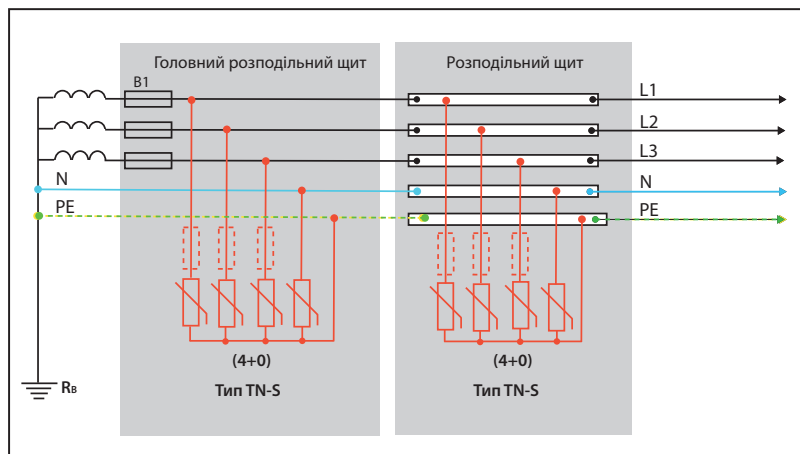 Головний розподільний щит
Розподільний щит
B1
L1
L2
L3
N
N
PE
PE
(4+0)
(4+0)
Тип TN-S
Тип TN-S
RB